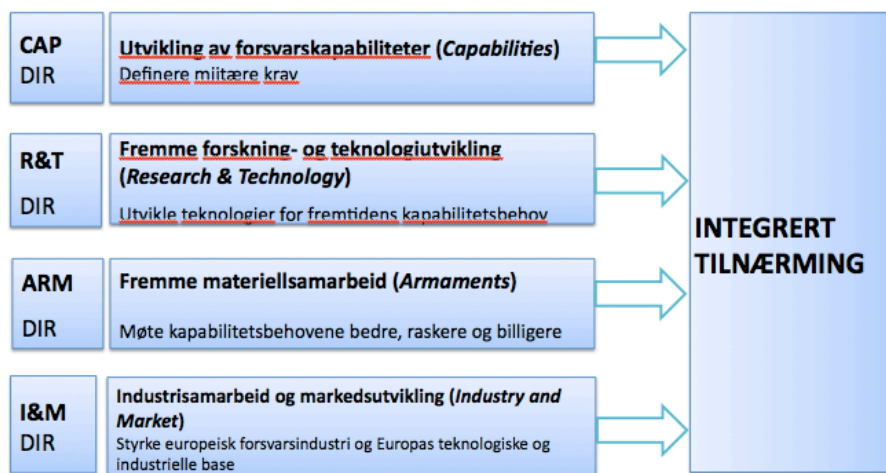 CAP
DIR
Utvikling av forsvarskapabiliteter (Capabilities)
Definere miitære krav
R&T
DIR
Fremme forskning- og teknologiutvikling
(Research & Technology)
Utvikle teknologier for fremtidens kapabilitetsbehov
ARM
DIR
Fremme materiellsamarbeid (Armaments)
Møte kapabilitetsbehovene bedre, raskere og billigere
I&M
DIR
Industrisamarbeid og markedsutvikling (Industry and
Market)
Styrke europeisk forsvarsindustri og Europas teknologiske og
industrielle base
INTEGRERT
TILNÆRMING